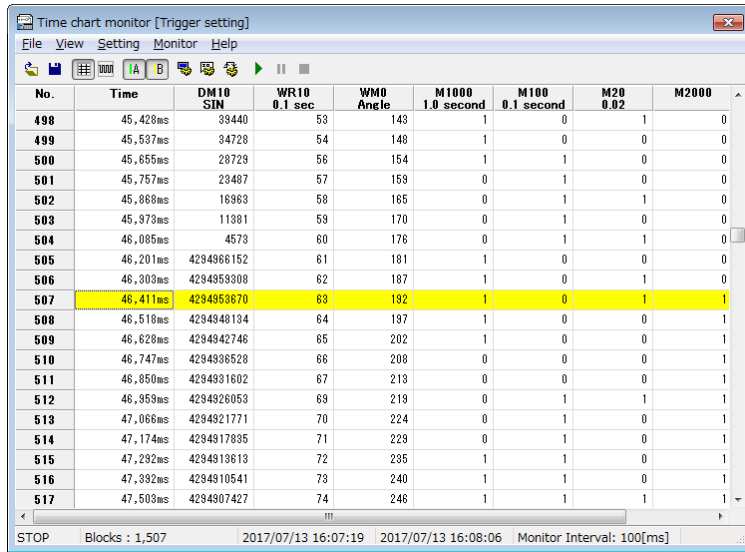 Time chart monitor [Trigger setting]
File View Setting Monitor Help
IA IB
No. Time DM10 WR10 WM0 M1000 M100 M20 M2000
SIN 0.1 sec Angle 1.0 second 0.1 second 0.02
498 45,428ms 39440 53 143 1 0 1 0
499 45,537ms 34728 54 148 1 0 0 0
500 45,655ms 28729 56 154 1 1 0 0
501 45,757ms 23487 57 159 0 1 0 0
502 45,868ms 16963 58 165 0 1 1 0
503 45,973ms 11381 59 170 0 1 0 0
504 46,085ms 4573 60 176 0 1 1 0
505 46,201ms 4294966152 61 181 1 0 0 0
506 46,303ms 4294959308 62 187 1 0 1 0
507 46,411ms 4294953670 63 192 1 0 1 1
508 46,518ms 4294948134 64 197 1 0 0 1
509 46,628ms 4294942746 65 202 1 0 0 1
510 46,747ms 4294936528 66 208 0 0 0 1
511 46,850ms 4294931602 67 213 0 0 0 1
512 46,959ms 4294926053 69 219 0 1 1 1
513 47,066ms 4294921771 70 224 0 1 0 1
514 47,174ms 4294917835 71 229 0 1 0 1
515 47,292ms 4294913613 72 235 1 1 0 1
516 47,392ms 4294910541 73 240 1 1 0 1
517 47,503ms 4294907427 74 246 1 1 1 1
STOP Blocks : 1,507 2017/07/13 16:07:19 2017/07/13 16:08:06 Monitor Interval: 100[ms]